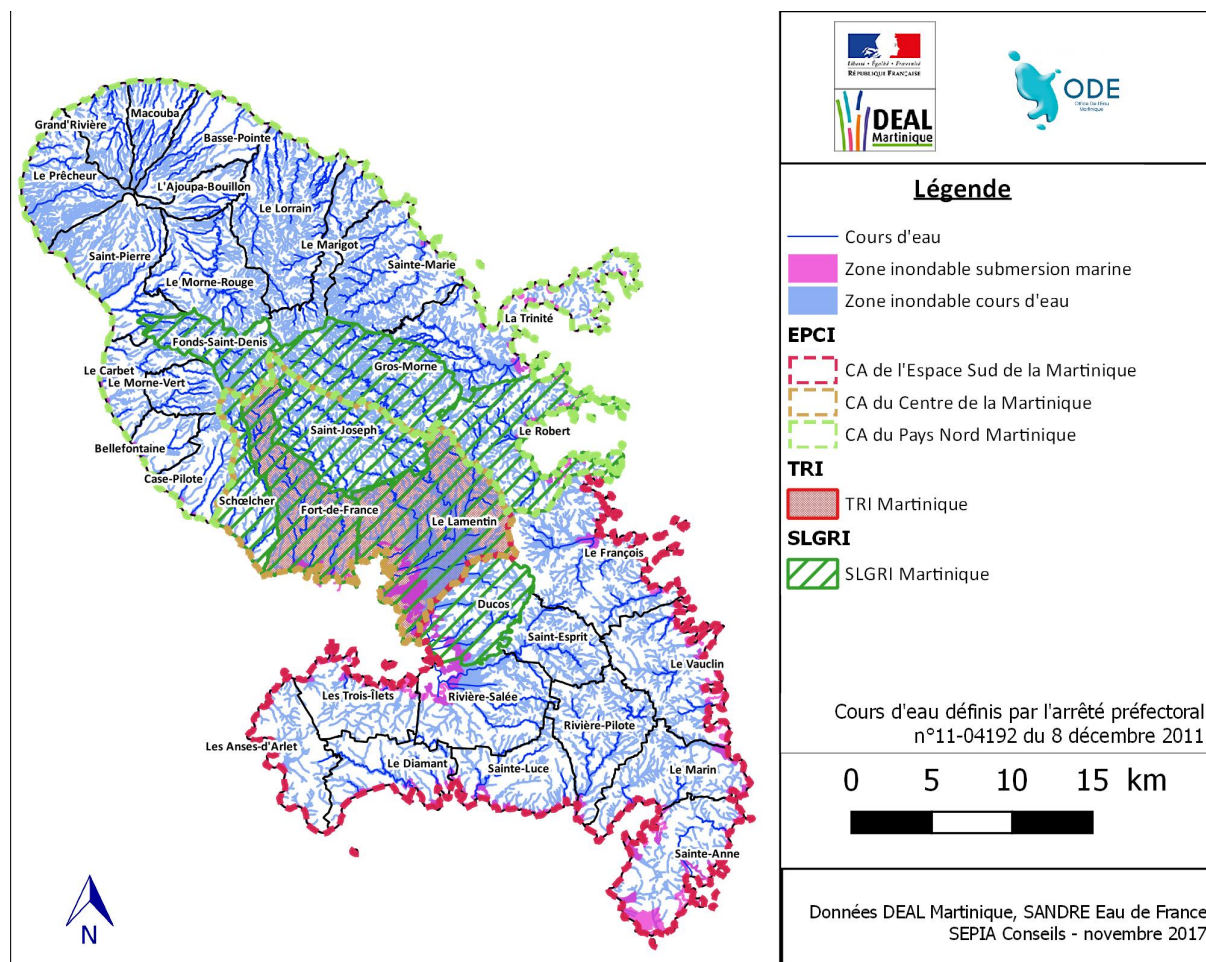 Grand'Rivière
Macouba
Basse-Pointe
Le Prêcheur
L'Ajoupa-Bouillon
Le Lorrain
Le Marigot
Saint-Pierre
Sainte-Marie
Le Morne-Rouge
La Trinité
Fonds-Saint-Denis
Gros-Morne
Le Carbet
Le Morne-Vert
Saint-Joseph
Le Robert
Bellefontaine
Case-Pilote
Schœlcher
Fort-de-France
Le Lamentin
Le François
Ducos
Saint-Esprit
Le Vauclin
Les Trois-Îlets
Rivière-Salée
Rivière-Pilote
Les Anses-d'Arlet
Le Diamant
Sainte-Luce
Le Marin
Sainte-Anne
N
Liberté • Égalité • Fraternité
RÉPUBLIQUE FRANÇAISE
DEAL
Martinique
ODE
Office De l'Eau
Martinique
Légende
Cours d'eau
Zone inondable submersion marine
Zone inondable cours d'eau
EPCI
CA de l'Espace Sud de la Martinique
CA du Centre de la Martinique
CA du Pays Nord Martinique
TRI
TRI Martinique
SLGRI
SLGRI Martinique
Cours d'eau définis par l'arrêté préfectoral
n°11-04192 du 8 décembre 2011
0 5 10 15 km
Données DEAL Martinique, SANDRE Eau de France
SEPIA Conseils - novembre 2017